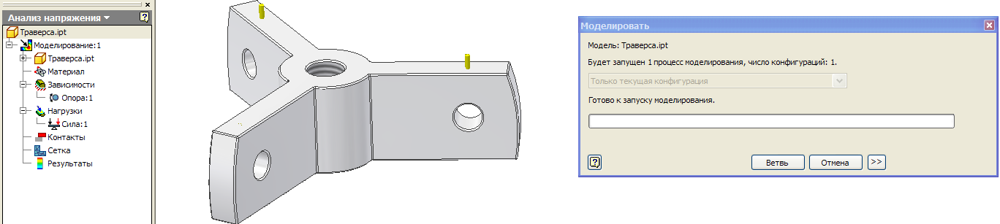 Анализ напряжения
Траверса.ipt
Моделирование:1
Траверса.ipt
Материал
Зависимости
Опора:1
Нагрузки
Сила:1
Контакты
Сетка
Результаты
Моделировать
Модель: Траверса.ipt
Будет запущен 1 процесс моделирования, число конфигураций: 1.
Только текущая конфигурация
Готово к запуску моделирования.
Ветвь
Отмена
>>